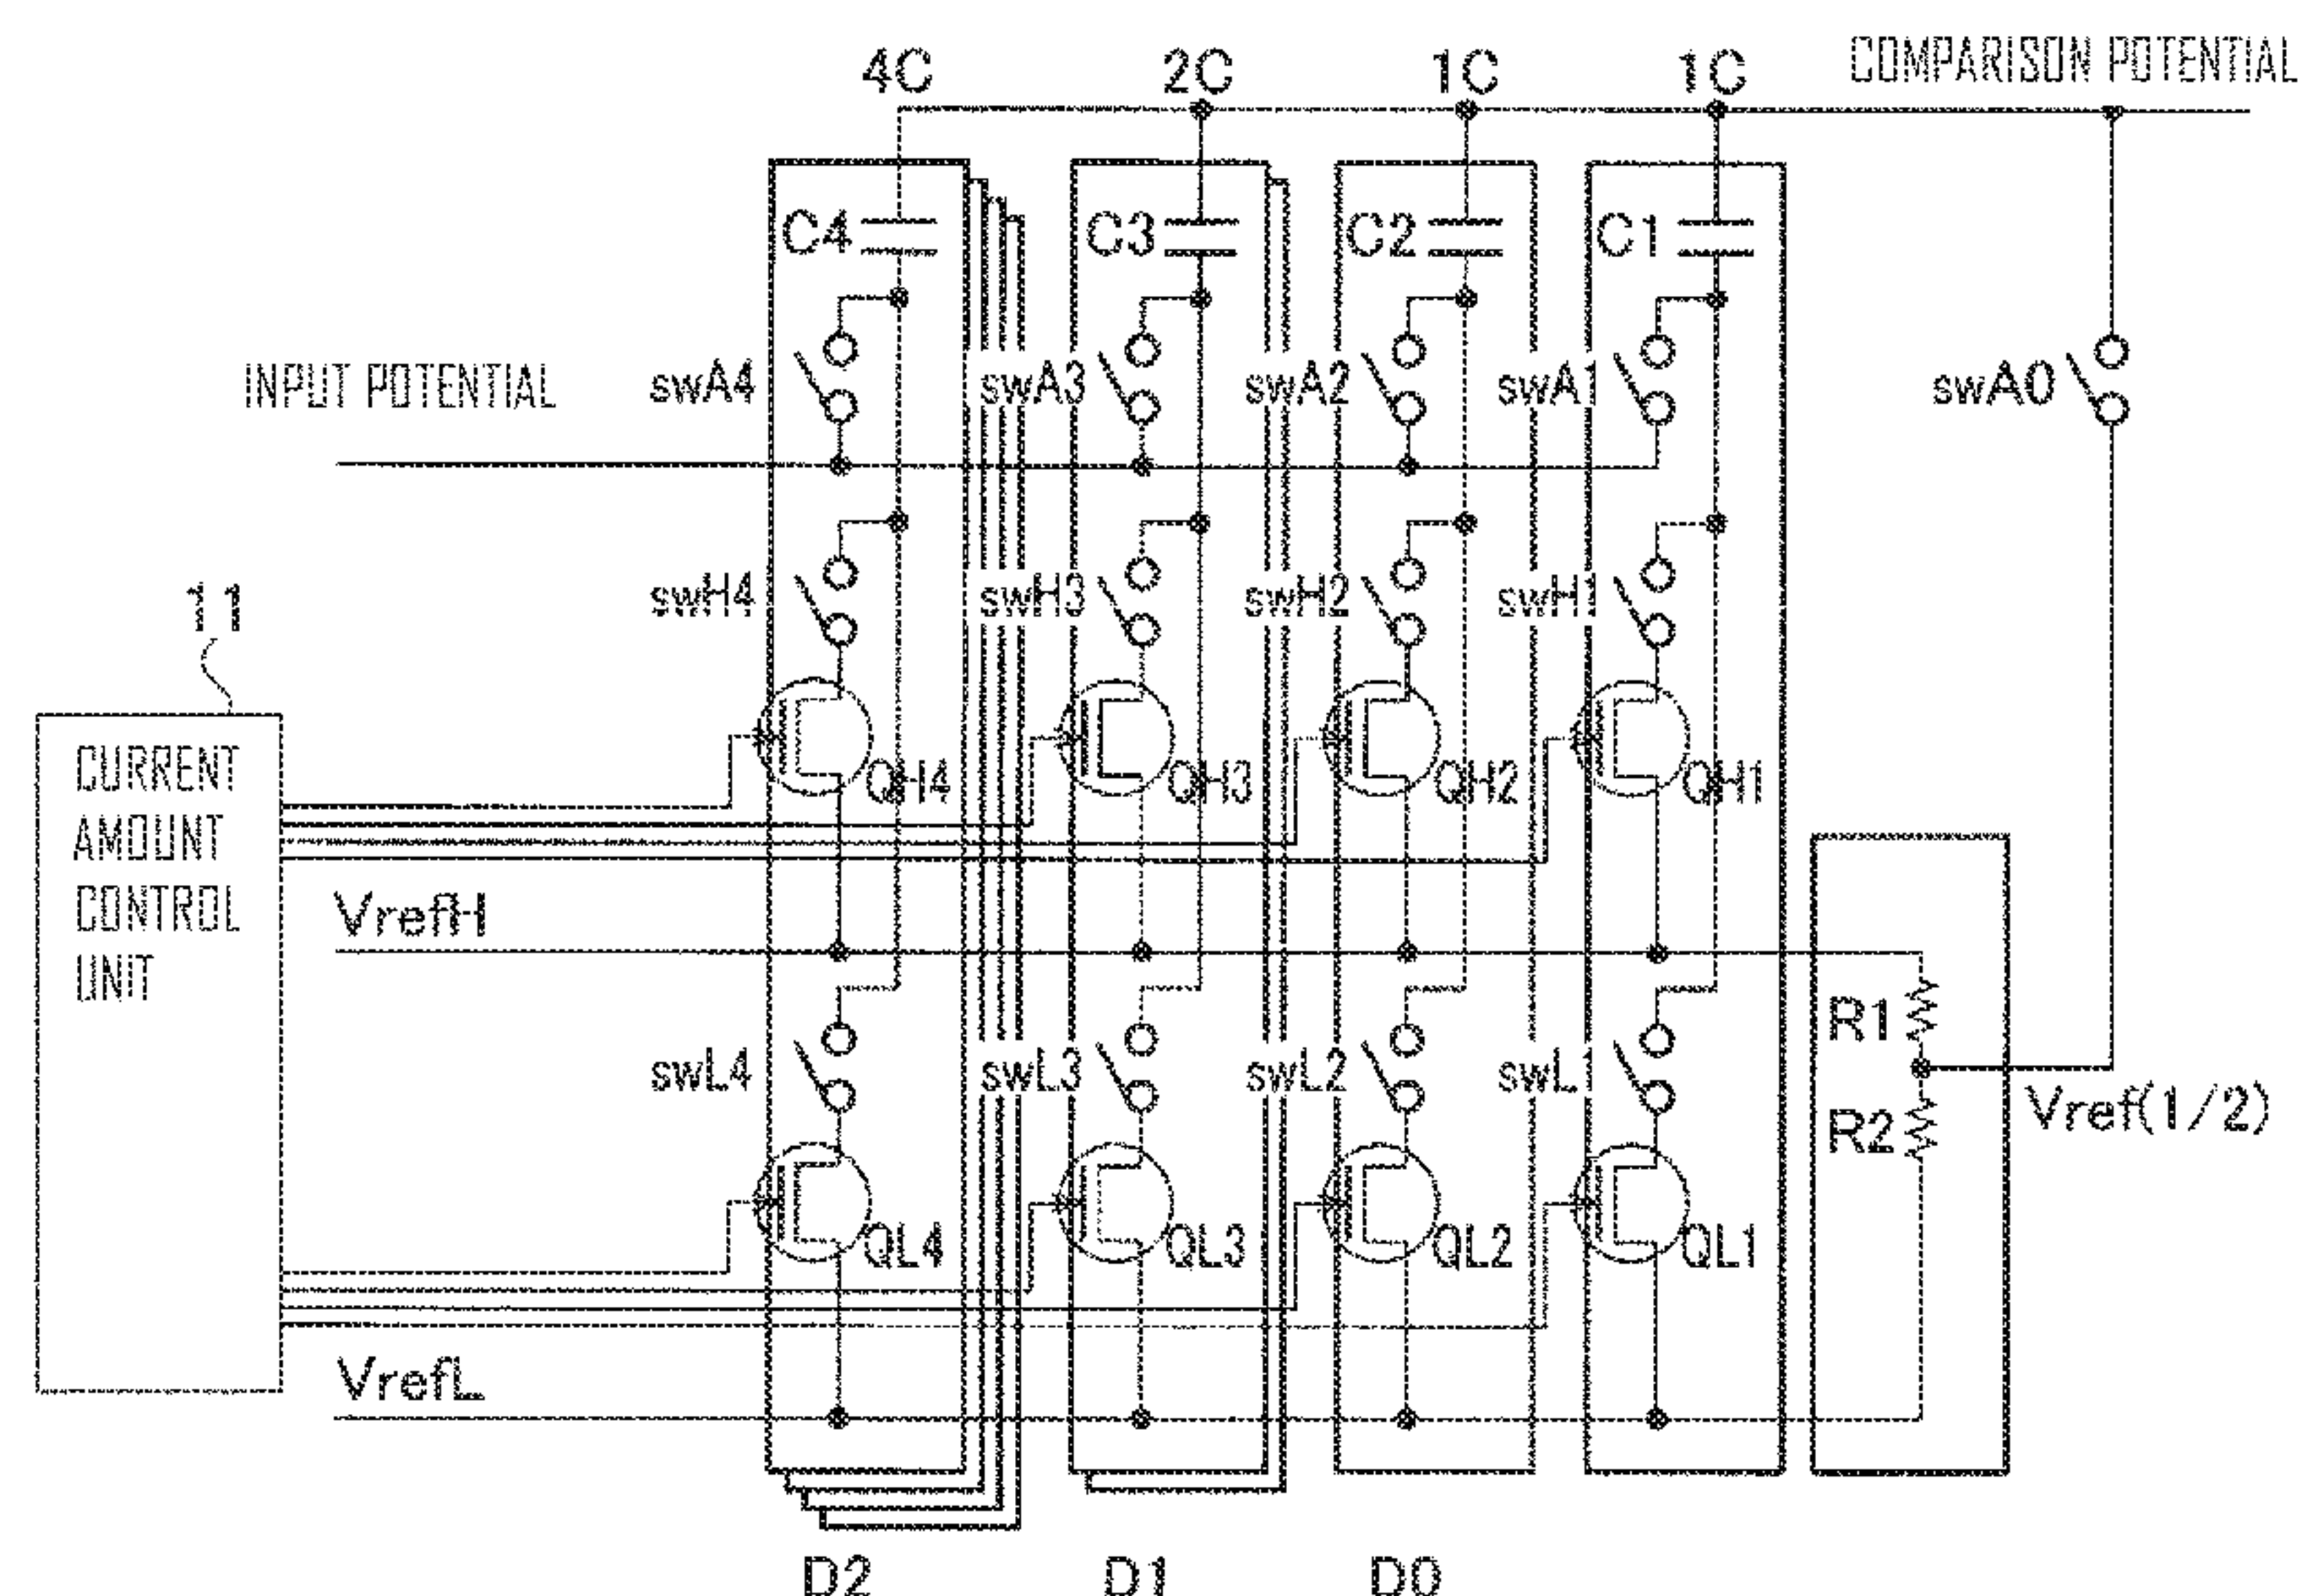 4C 2C 1C 1C COMPARISON POTENTIAL
C4 C3 C2 C1
INPUT POTENTIAL swA4 swA3 swA2 swA1 swA0
swH4 swH3 swH2 swH1
11
CURRENT
AMOUNT
CONTROL
UNIT
QH4 QH3 QH2 QH1
VrefH
R1
swL4 swL3 swL2 swL1
R2 Vref(1/2)
QL4 QL3 QL2 QL1
VrefL
D2 D1 D0